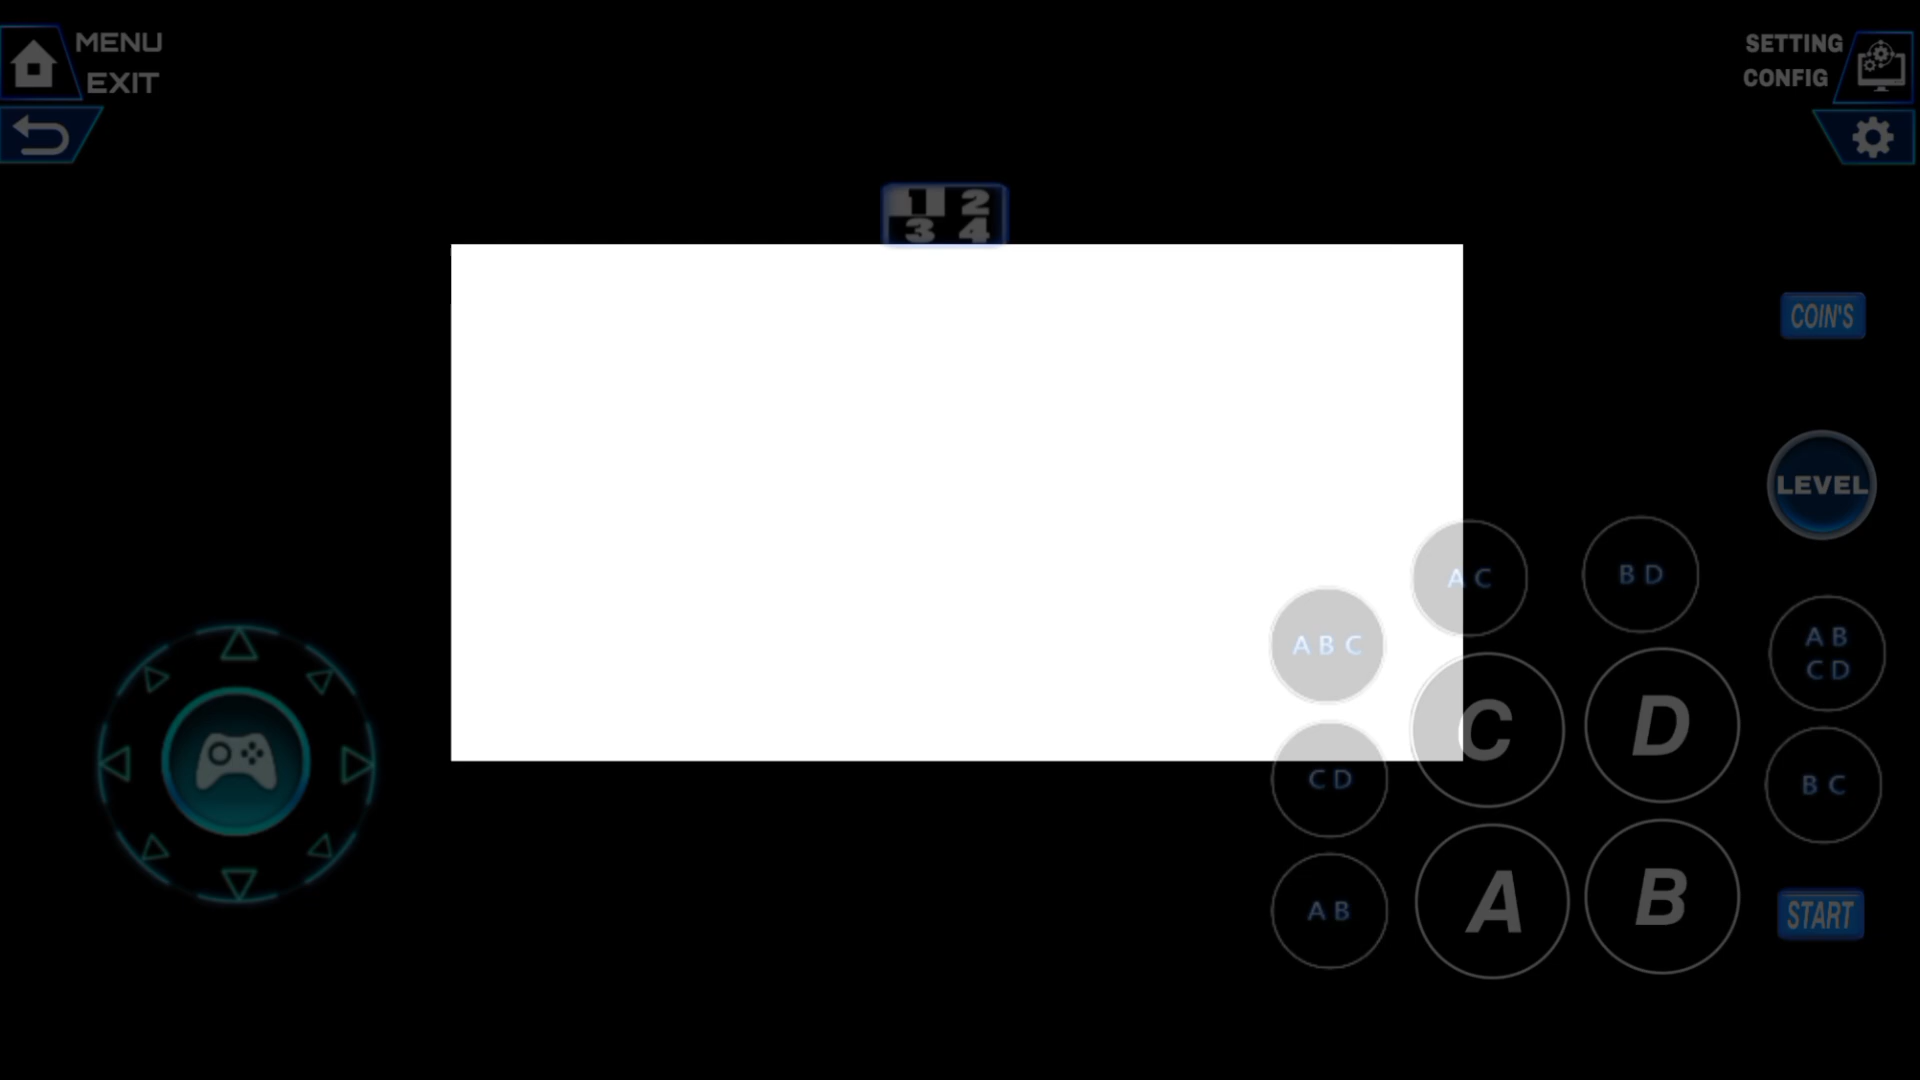 MENU
EXIT
SETTING
CONFIG
1 2
3 4
COIN'S
LEVEL
A C
B D
A B C
A B
C D
C
D
C D
B C
A B
A
B
START